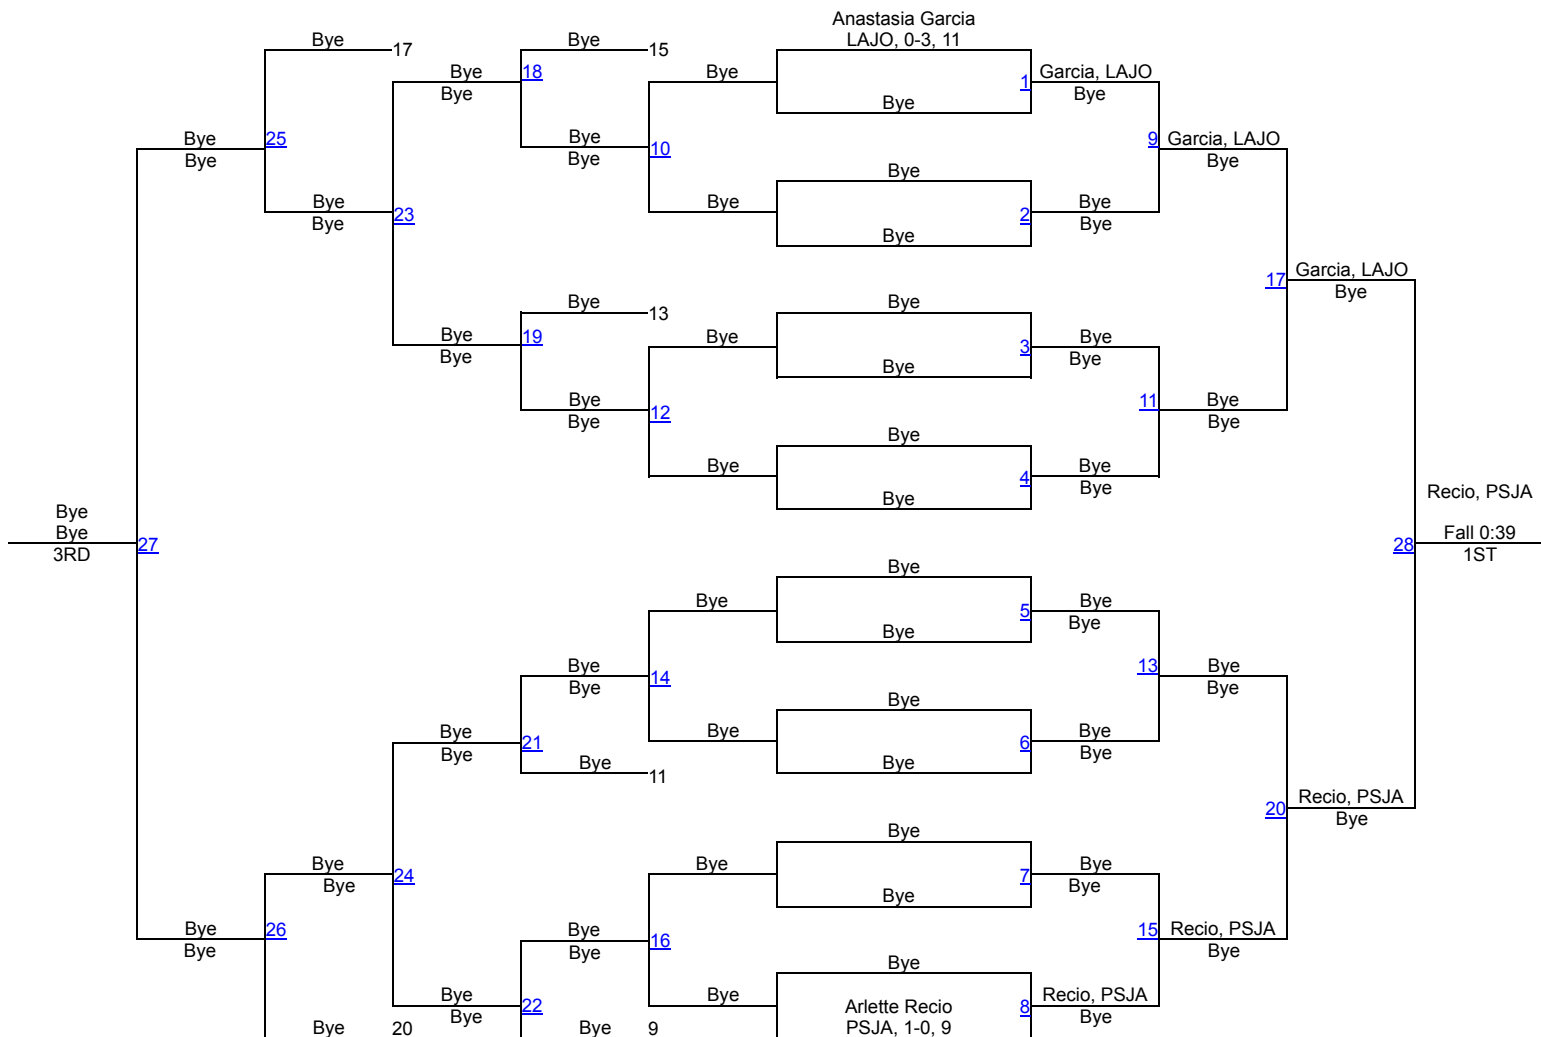 Anastasia Garcia
Bye 17 Bye 15 LAJO, 0-3, 11
Bye 18 Bye 1 Garcia, LAJO
Bye Bye Bye
Bye 25 Bye 10 9 Garcia, LAJO
Bye Bye Bye
Bye
Bye 23 Bye 2 Bye
Bye Bye Bye
17 Garcia, LAJO
Bye
Bye 13 Bye
Bye 19 Bye 3 Bye
Bye Bye Bye
Bye 12 11 Bye
Bye Bye
Bye
Bye 4 Bye
Bye Bye
Recio, PSJA
Bye
Bye 27 28 Fall 0:39
3RD 1ST
Bye
Bye 5 Bye
Bye Bye
Bye 14 13 Bye
Bye Bye
Bye
Bye 21 Bye 6 Bye
Bye Bye 11 Bye Bye
20 Recio, PSJA
Bye
Bye
Bye 24 Bye 7 Bye
Bye Bye Bye
Bye 26 Bye 16 15 Recio, PSJA
Bye Bye Bye
Bye
Bye 22 Bye Arlette Recio 8 Recio, PSJA
Bye Bye
Bye 20 Bye 9 PSJA, 1-0, 9